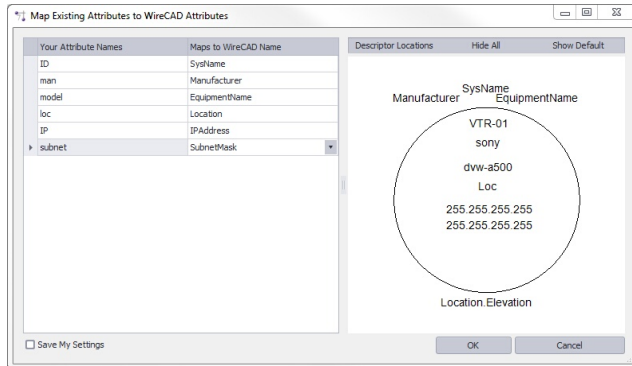 Map Existing Attributes to WireCAD Attributes
Your Attribute Names Maps to WireCAD Name
ID SysName
man Manufacturer
model EquipmentName
loc Location
IP IPAddress
subnet SubnetMask
Descriptor Locations Hide All Show Default
SysName
Manufacturer EquipmentName
VTR-01
sony
dvw-a500
Loc
255.255.255.255
255.255.255.255
Location.Elevation
Save My Settings OK Cancel